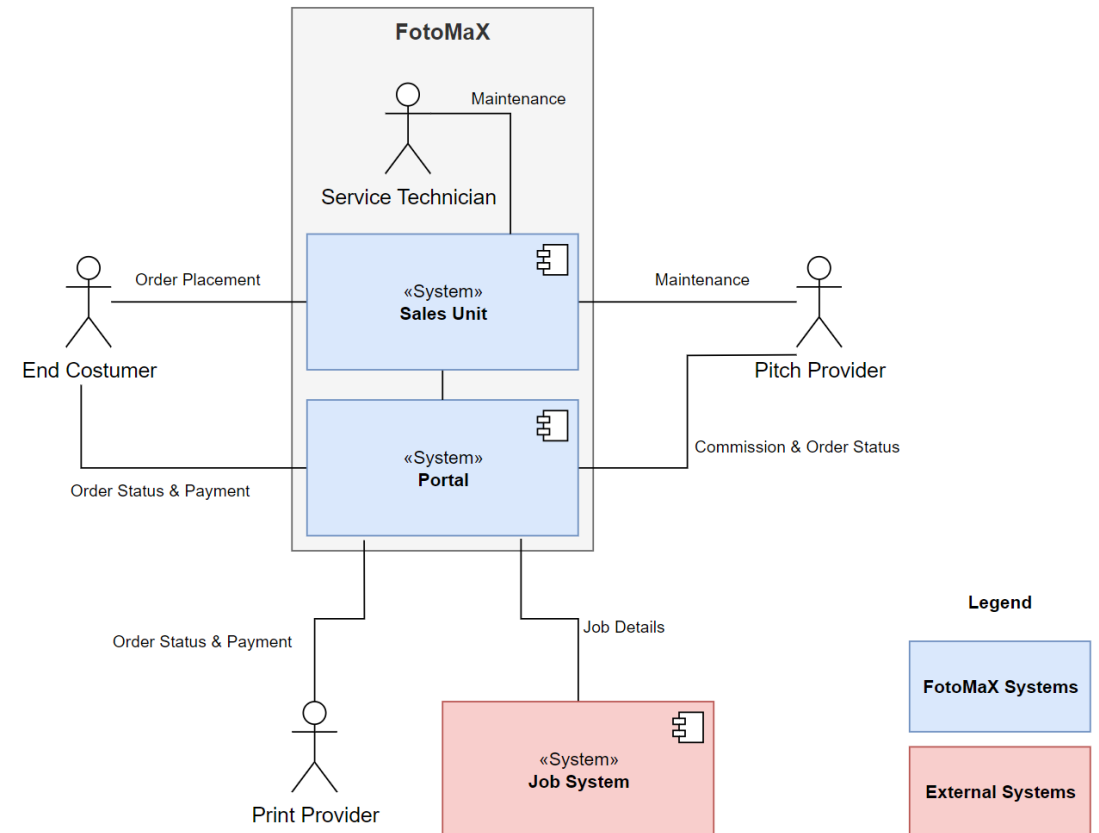 FotoMaX
Maintenance
Service Technician
Order Placement
«System»
Sales Unit
Maintenance
End Costumer
Pitch Provider
«System»
Portal
Commission & Order Status
Order Status & Payment
Legend
Order Status & Payment
Job Details
FotoMaX Systems
«System»
Job System
External Systems
Print Provider